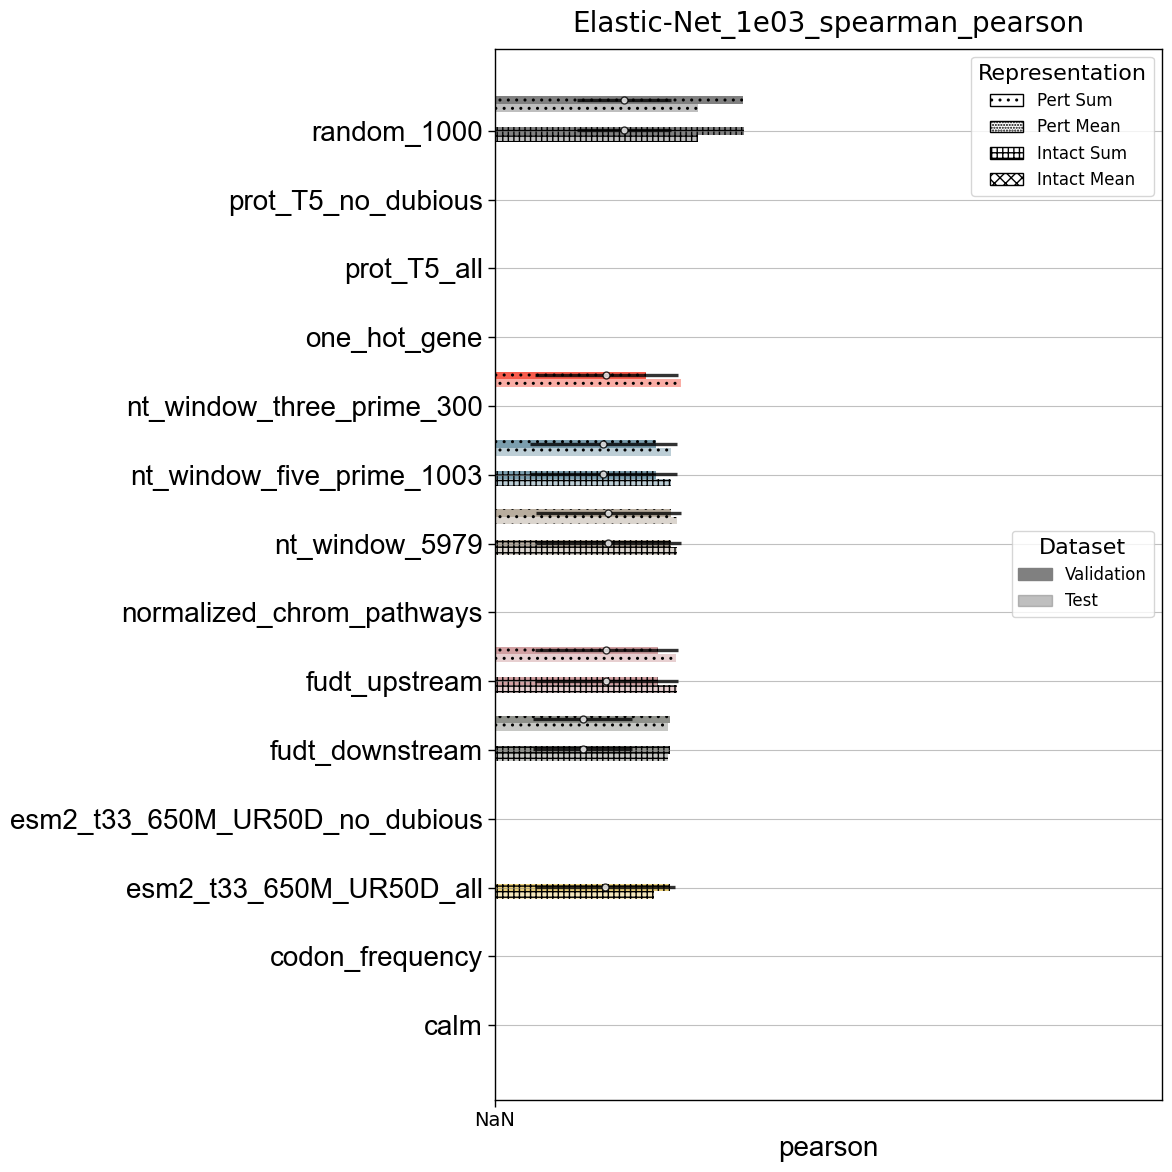 Elastic-Net_1e03_spearman_pearson
Representation
Pert Sum
Pert Mean
Intact Sum
Intact Mean
random_1000
prot_T5_no_dubious
prot_T5_all
one_hot_gene
nt_window_three_prime_300
nt_window_five_prime_1003
nt_window_5979
Dataset
Validation
Test
normalized_chrom_pathways
fudt_upstream
fudt_downstream
esm2_t33_650M_UR50D_no_dubious
esm2_t33_650M_UR50D_all
codon_frequency
calm
NaN
pearson